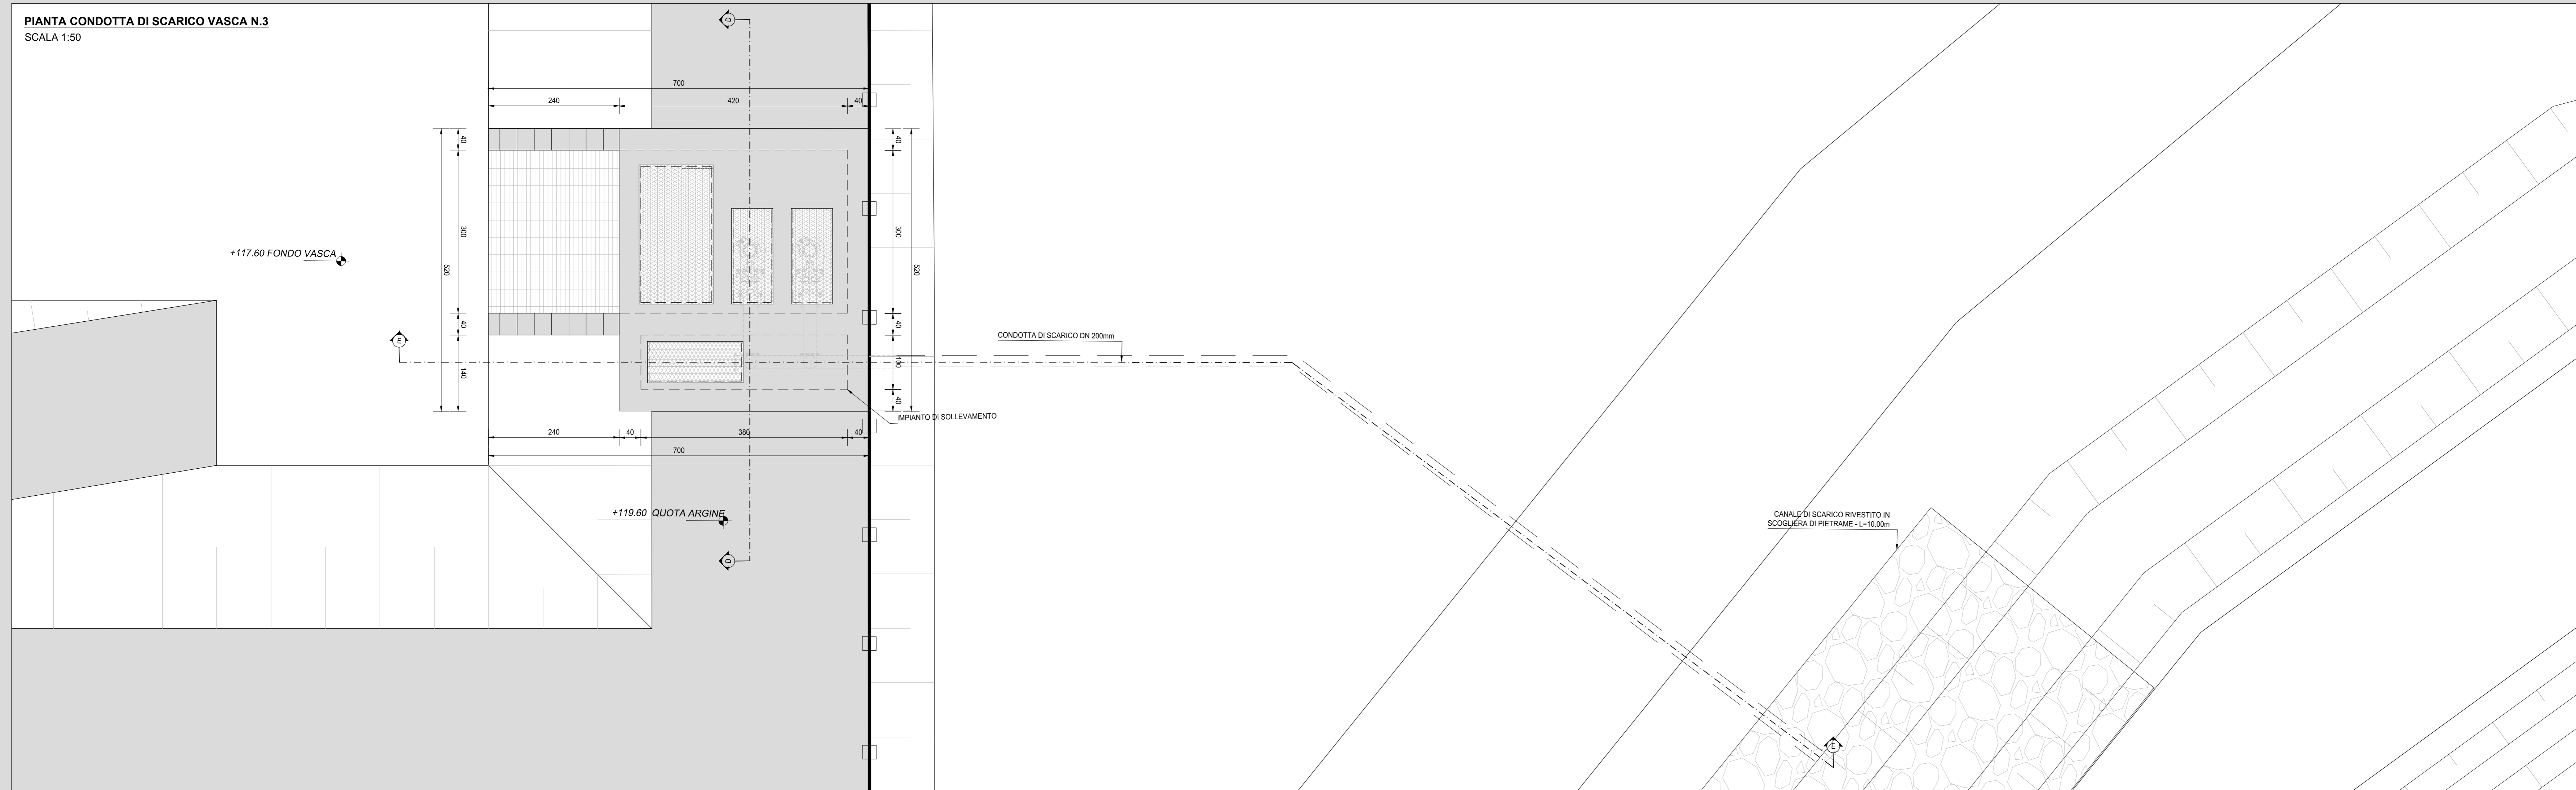 PIANTA CONDOTTA DI SCARICO VASCA N.3
SCALA 1:50
D
700
240
420
40
40
300
520
40
140
40
300
520
40
100
40
+117.60 FONDO VASCA
E
CONDOTTA DI SCARICO DN 200mm
IMPIANTO DI SOLLEVAMENTO
240
40
380
40
700
+119.60 QUOTA ARGINE
D
CANALE DI SCARICO RIVESTITO IN
SCOGLIERA DI PIETRAME - L=10.00m
E